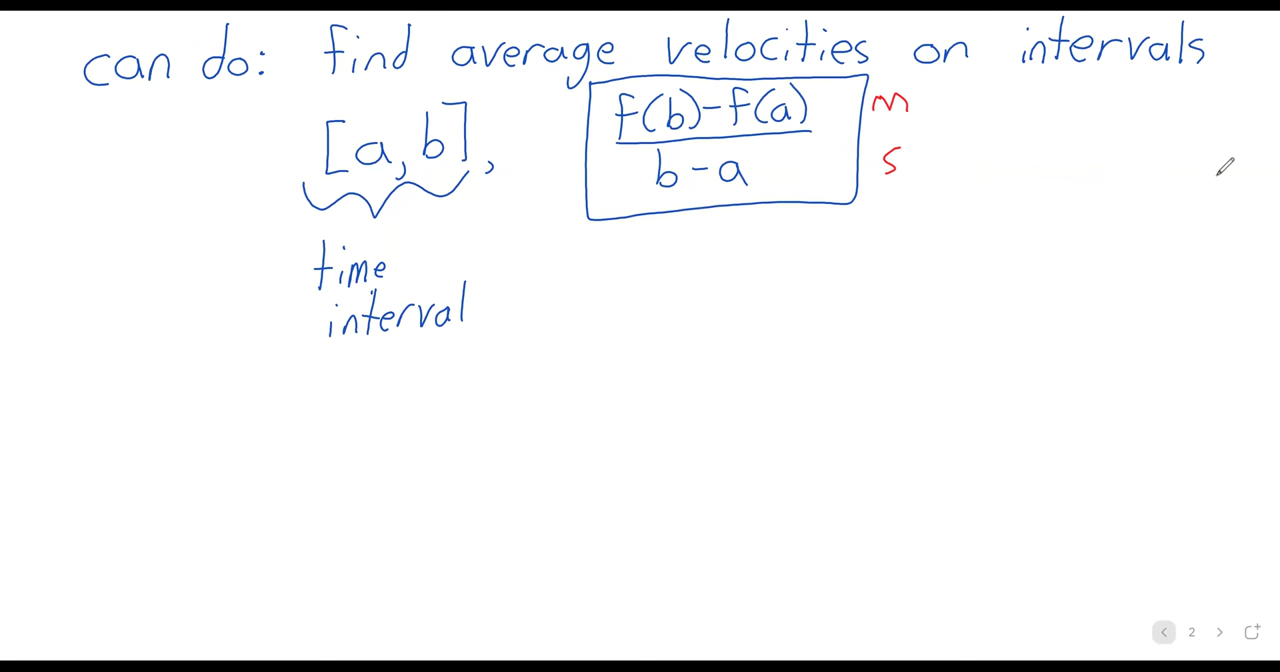 can do: find average velocities on intervals
[a, b], f(b)-f(a) m
b-a s
time
interval
2